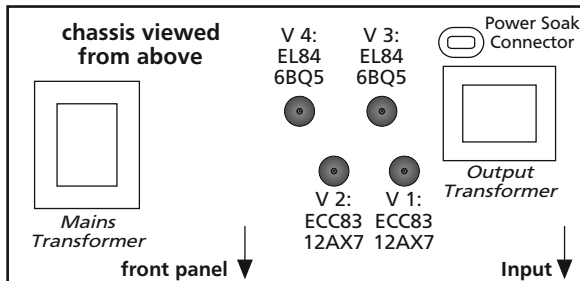 chassis viewed
from above
V 4:
EL84
6BQ5
V 3:
EL84
6BQ5
Power Soak
Connector
Mains
Transformer
V 2:
ECC83
12AX7
V 1:
ECC83
12AX7
Output
Transformer
front panel
Input